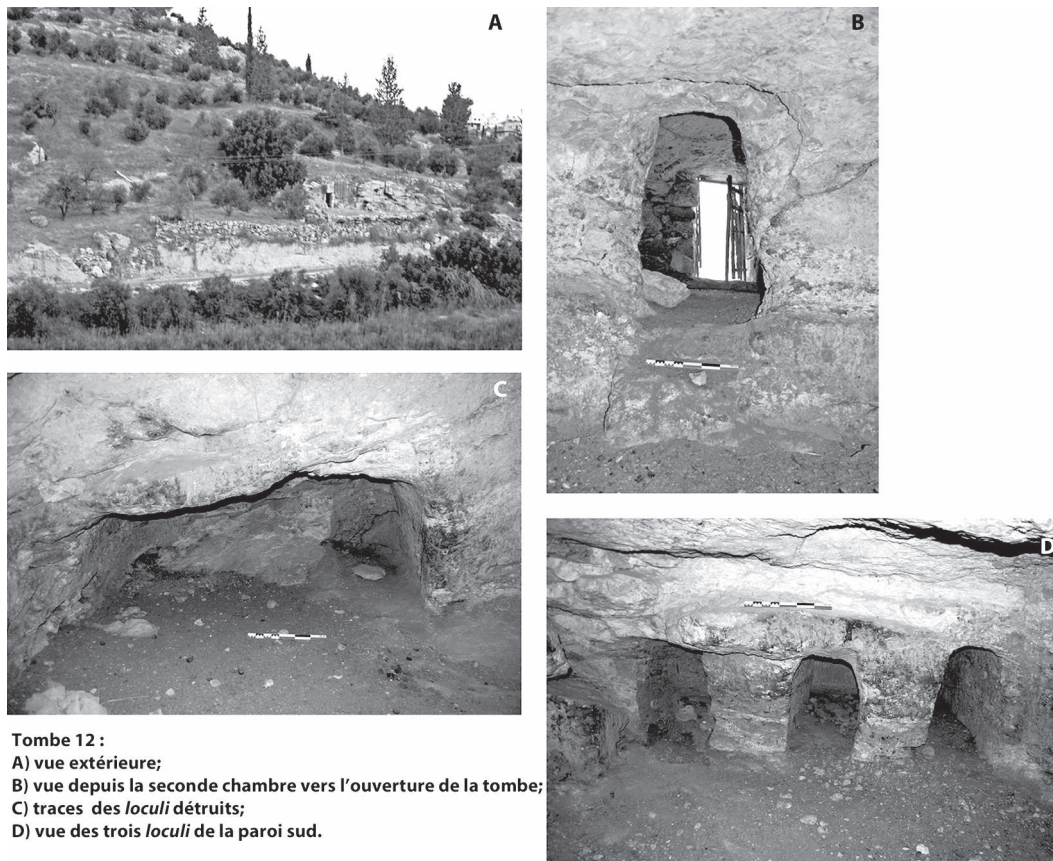 A
B
C
D
Tombe 12 :
A) vue extérieure;
B) vue depuis la seconde chambre vers l'ouverture de la tombe;
C) traces des loculi détruits;
D) vue des trois loculi de la paroi sud.